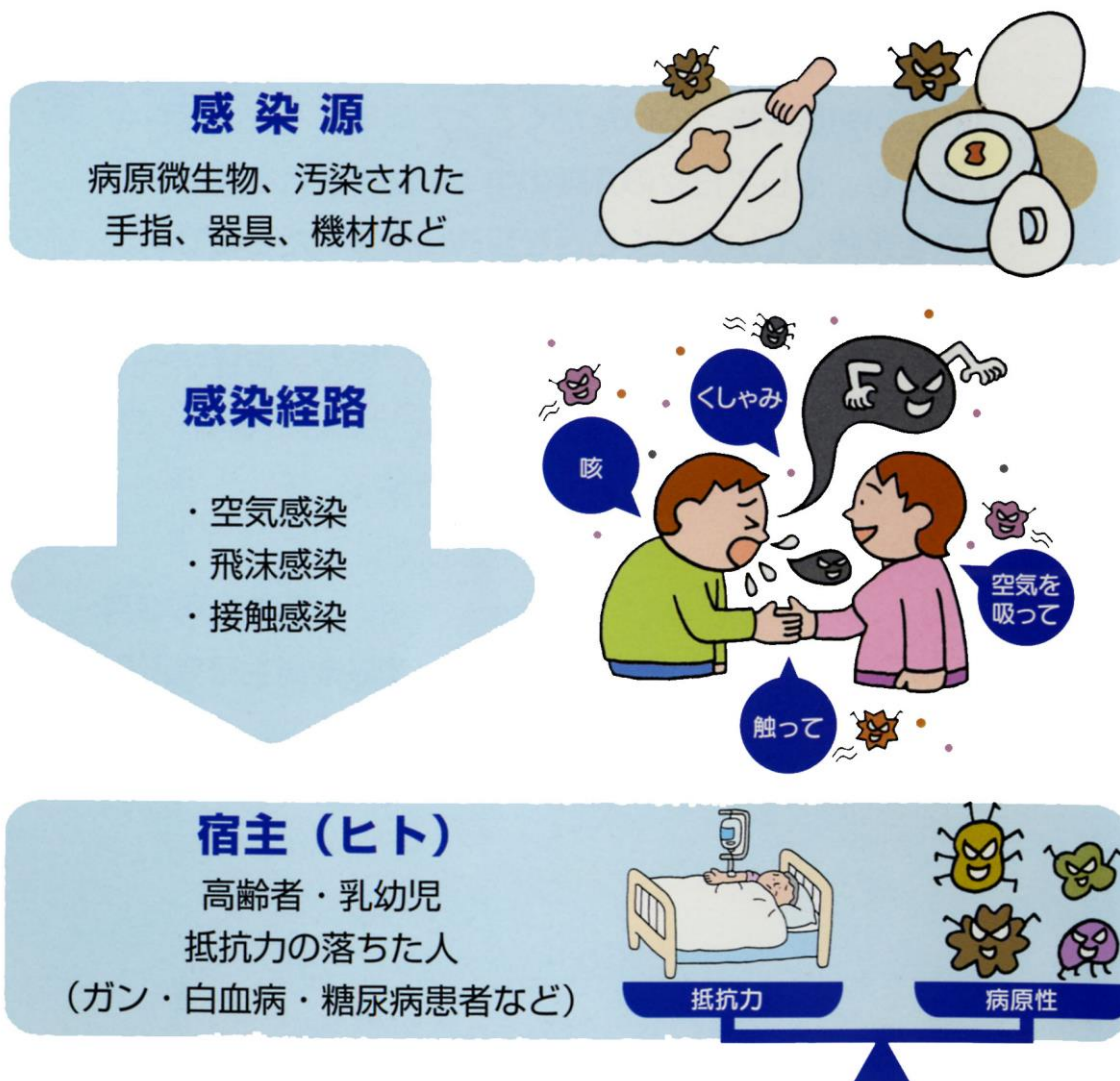 感染源
病原微生物、汚染された
手指、器具、機材など
感染経路
・空気感染
・飛沫感染
・接触感染
くしゃみ
咳
空気を
吸って
触って
宿主（ヒト）
高齢者・乳幼児
抵抗力の落ちた人
（ガン・白血病・糖尿病患者など）
抵抗力
病原性